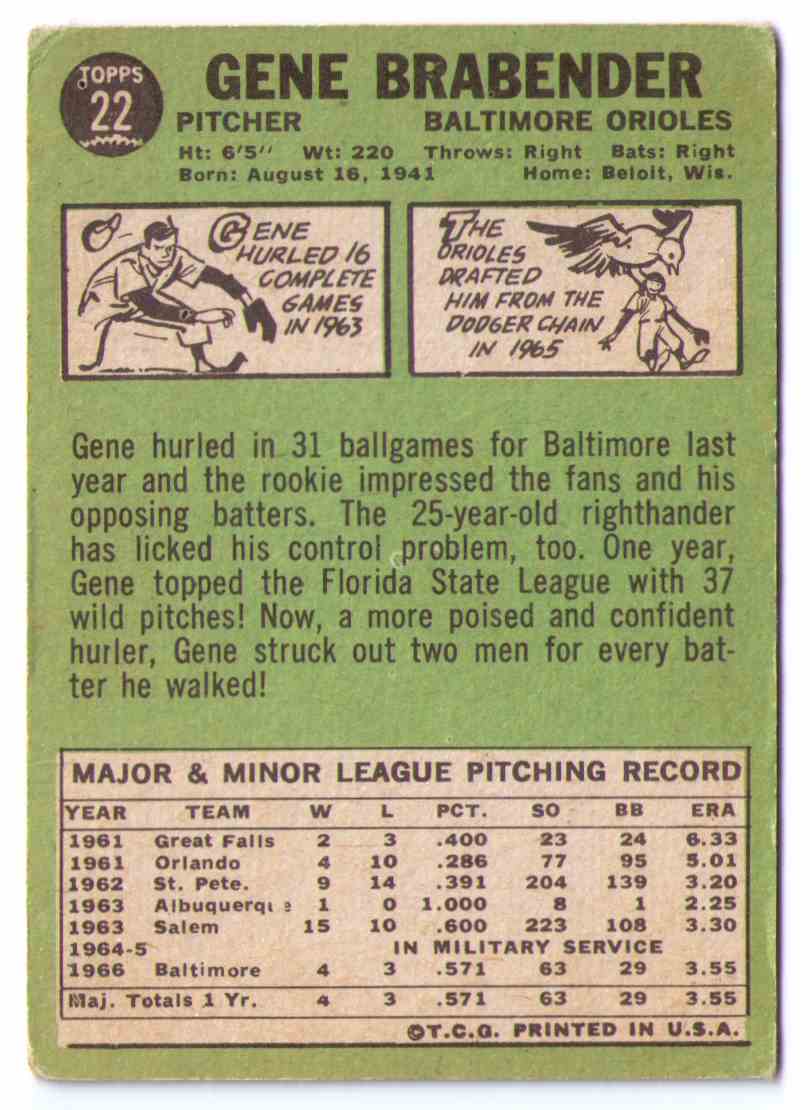 TOPPS
22
GENE BRABENDER
PITCHER BALTIMORE ORIOLES
Ht: 6'5" Wt: 220 Throws: Right Bats: Right
Born: August 16, 1941 Home: Beloit, Wis.
GENE
HURLED 16
COMPLETE
GAMES
IN 1963
THE
ORIOLES
DRAFTED
HIM FROM THE
DODGER CHAIN
IN 1965
Gene hurled in 31 ballgames for Baltimore last
year and the rookie impressed the fans and his
opposing batters. The 25-year-old righthander
has licked his control problem, too. One year,
Gene topped the Florida State League with 37
wild pitches! Now, a more poised and confident
hurler, Gene struck out two men for every bat-
ter he walked!
MAJOR & MINOR LEAGUE PITCHING RECORD
YEAR TEAM W L PCT. SO BB ERA
1961 Great Falls 2 3 .400 23 24 6.33
1961 Orlando 4 10 .286 77 95 5.01
1962 St. Pete. 9 14 .391 204 139 3.20
1963 Albuquerque 1 0 1.000 8 1 2.25
1963 Salem 15 10 .600 223 108 3.30
1964-5 IN MILITARY SERVICE
1966 Baltimore 4 3 .571 63 29 3.55
Maj. Totals 1 Yr. 4 3 .571 63 29 3.55
©T.C.G. PRINTED IN U.S.A.